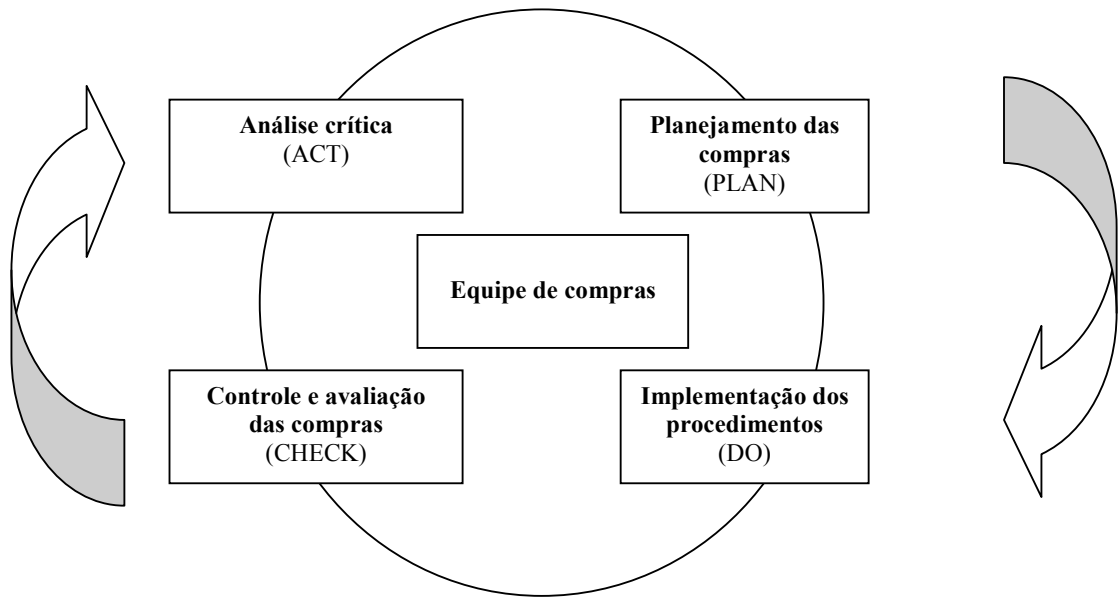 Análise crítica
(ACT)
Planejamento das
compras
(PLAN)
Equipe de compras
Controle e avaliação
das compras
(CHECK)
Implementação dos
procedimentos
(DO)